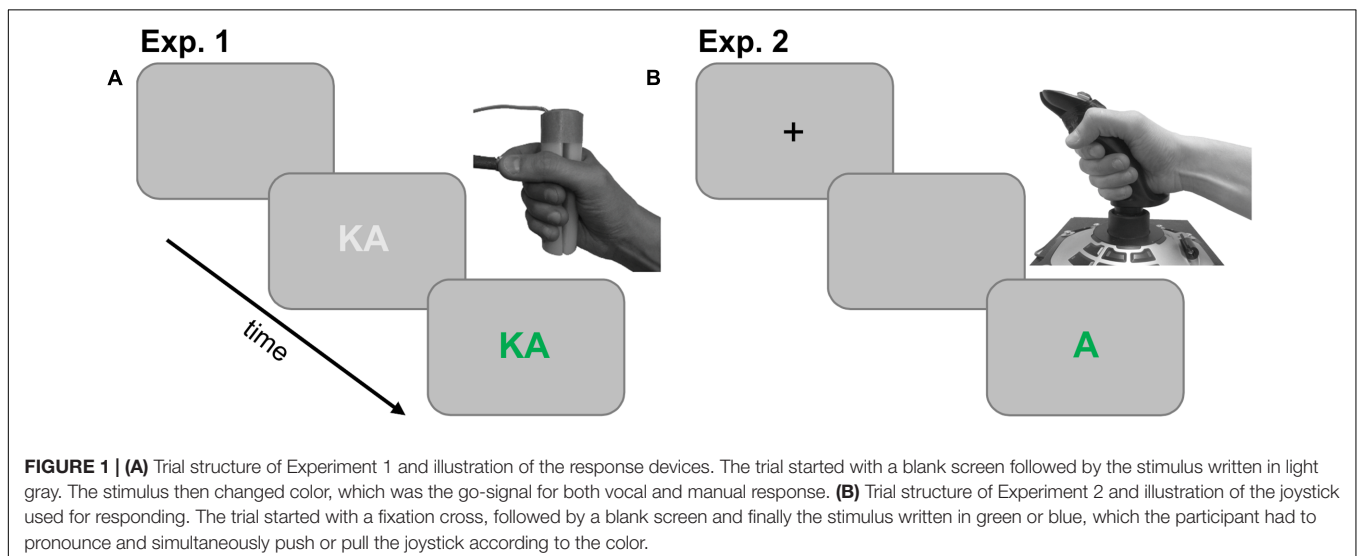 Exp. 1
A
KA
KA
time
Exp. 2
B
+
A
FIGURE 1 | (A) Trial structure of Experiment 1 and illustration of the response devices. The trial started with a blank screen followed by the stimulus written in light
gray. The stimulus then changed color, which was the go-signal for both vocal and manual response. (B) Trial structure of Experiment 2 and illustration of the joystick
used for responding. The trial started with a fixation cross, followed by a blank screen and finally the stimulus written in green or blue, which the participant had to
pronounce and simultaneously push or pull the joystick according to the color.